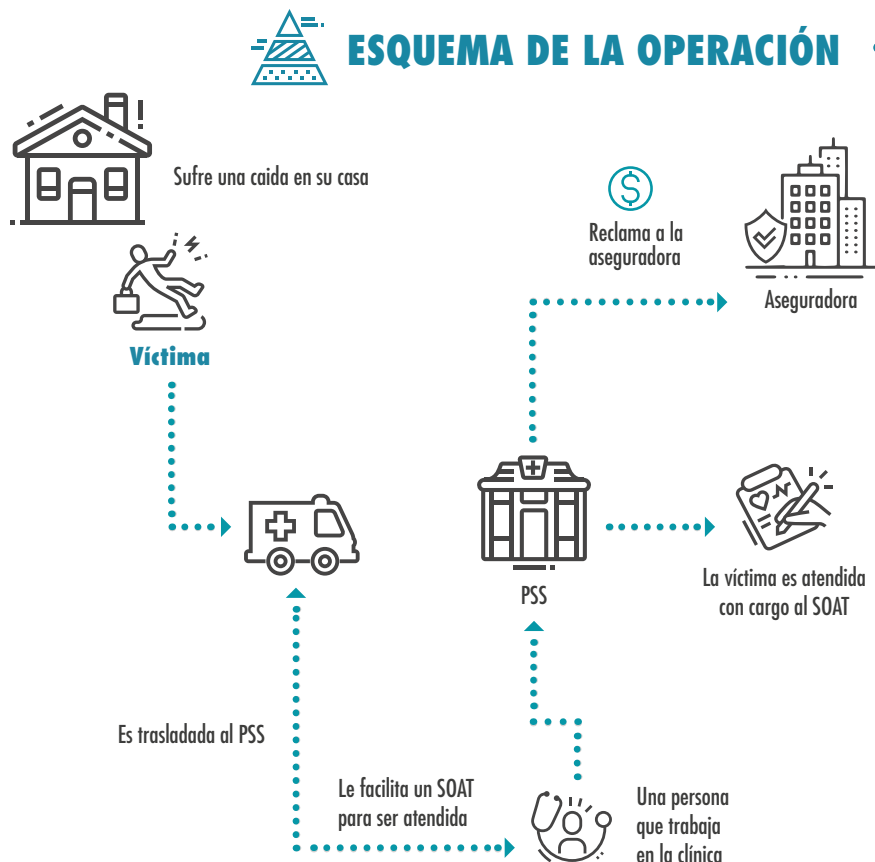 ESQUEMA DE LA OPERACIÓN
Sufre una caida en su casa
Víctima
Reclama a la
aseguradora
Aseguradora
PSS
La víctima es atendida
con cargo al SOAT
Es trasladada al PSS
Le facilita un SOAT
para ser atendida
Una persona
que trabaja
en la clínica